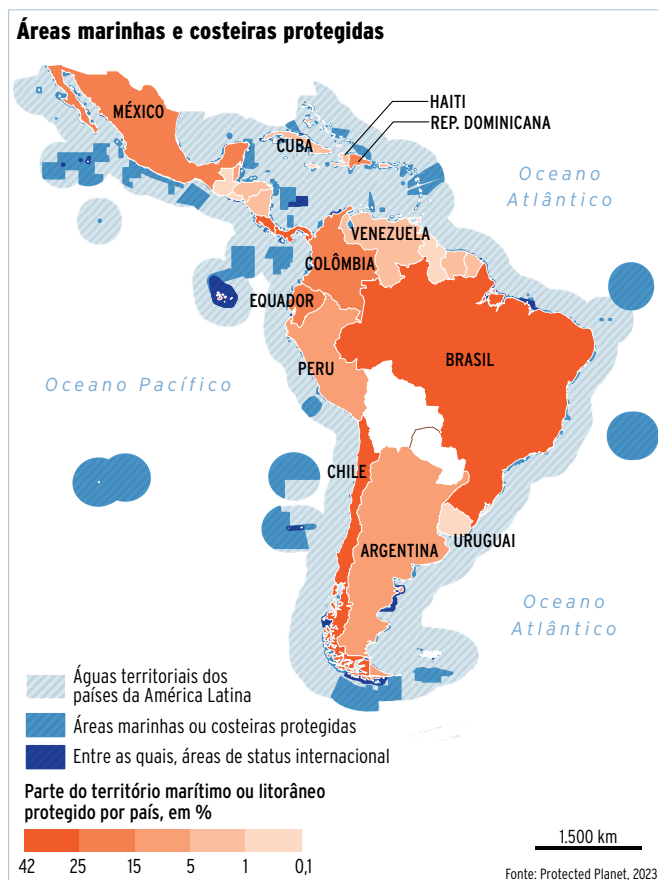 Áreas marinhas e costeiras protegidas
HAITI
REP. DOMINICANA
MÉXICO
CUBA
Oceano
Atlântico
VENEZUELA
COLÔMBIA
EQUADOR
BRASIL
PERU
Oceano Pacífico
CHILE
URUGUAI
ARGENTINA
Oceano
Atlântico
Águas territoriais dos
países da América Latina
Áreas marinhas ou costeiras protegidas
Entre as quais, áreas de status internacional
Parte do território marítimo ou litorâneo
protegido por país, em %
42 25 15 5 1 0,1
1.500 km
Fonte: Protected Planet, 2023